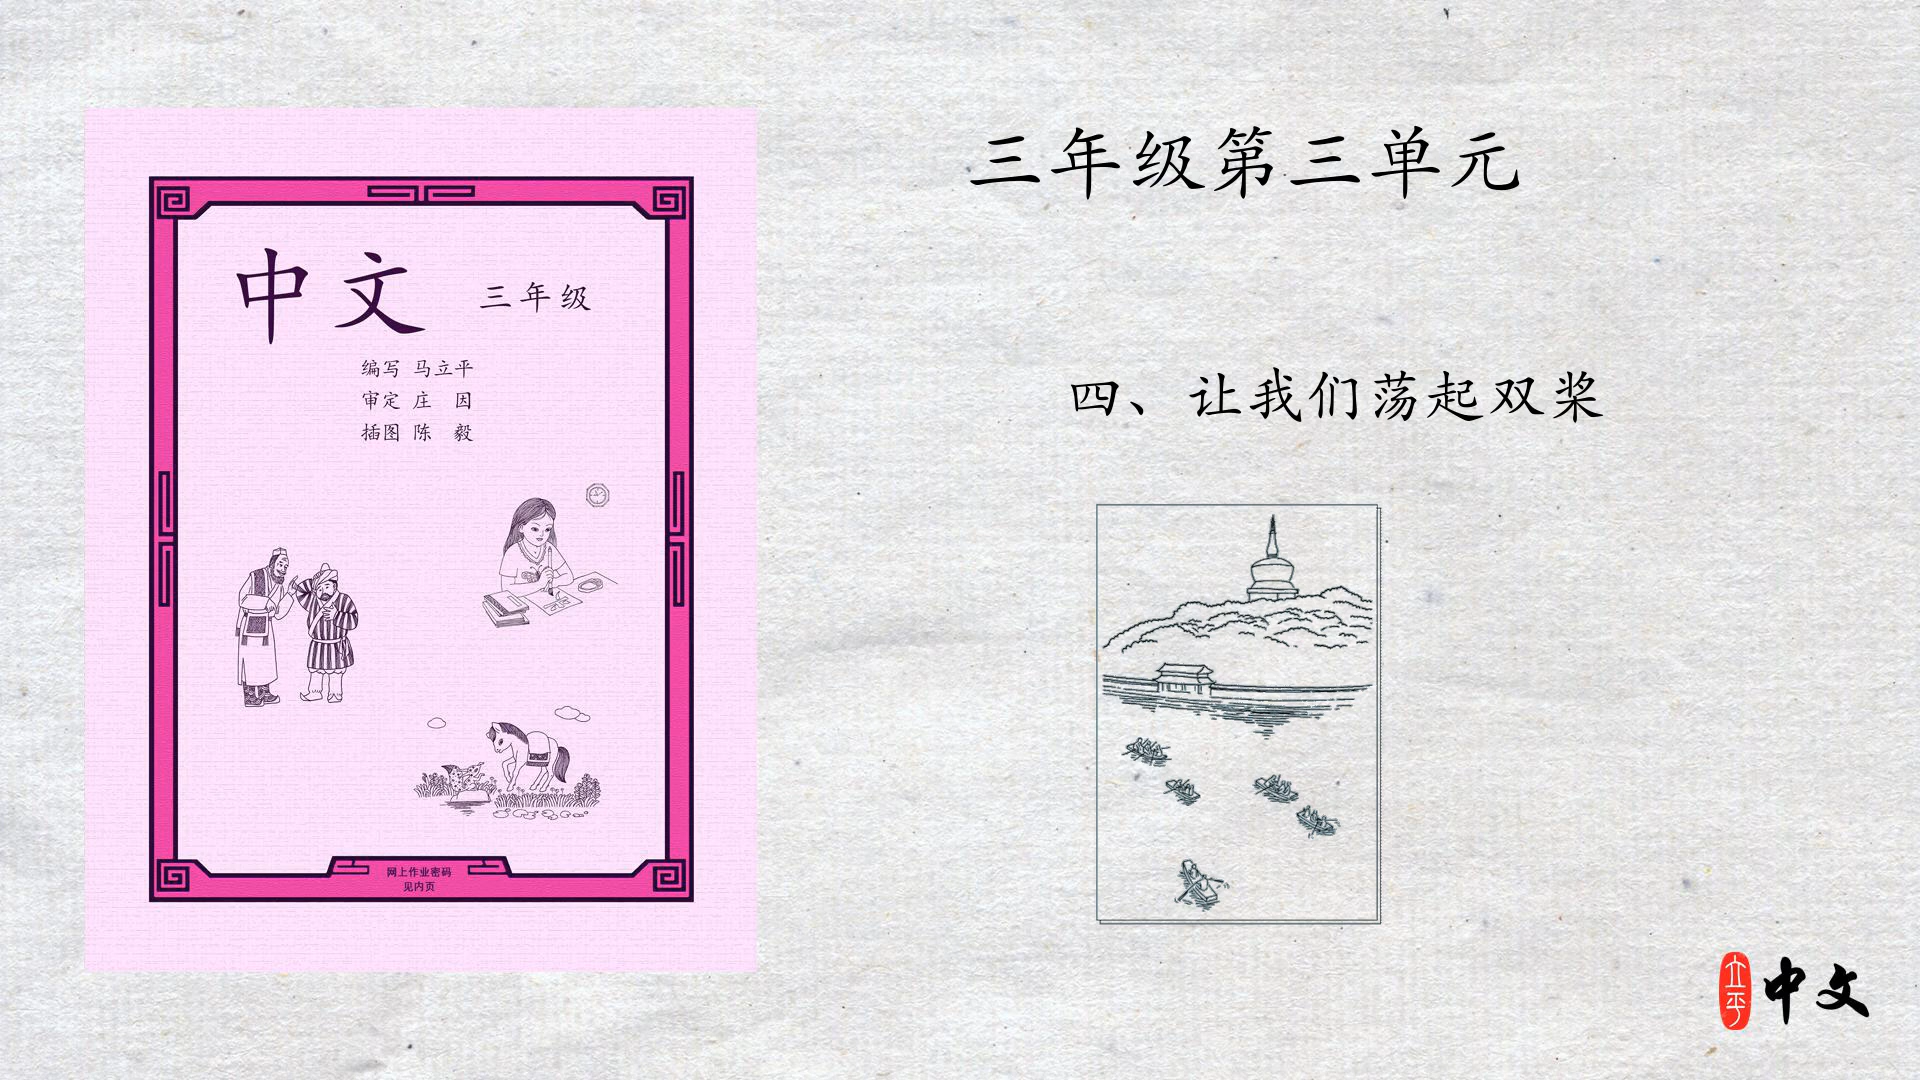 中文 三年级
编写 马立平
审定 庄 因
插图 陈 毅
网上作业密码
见内页
三年级第三单元
四、让我们荡起双桨
立平 中文